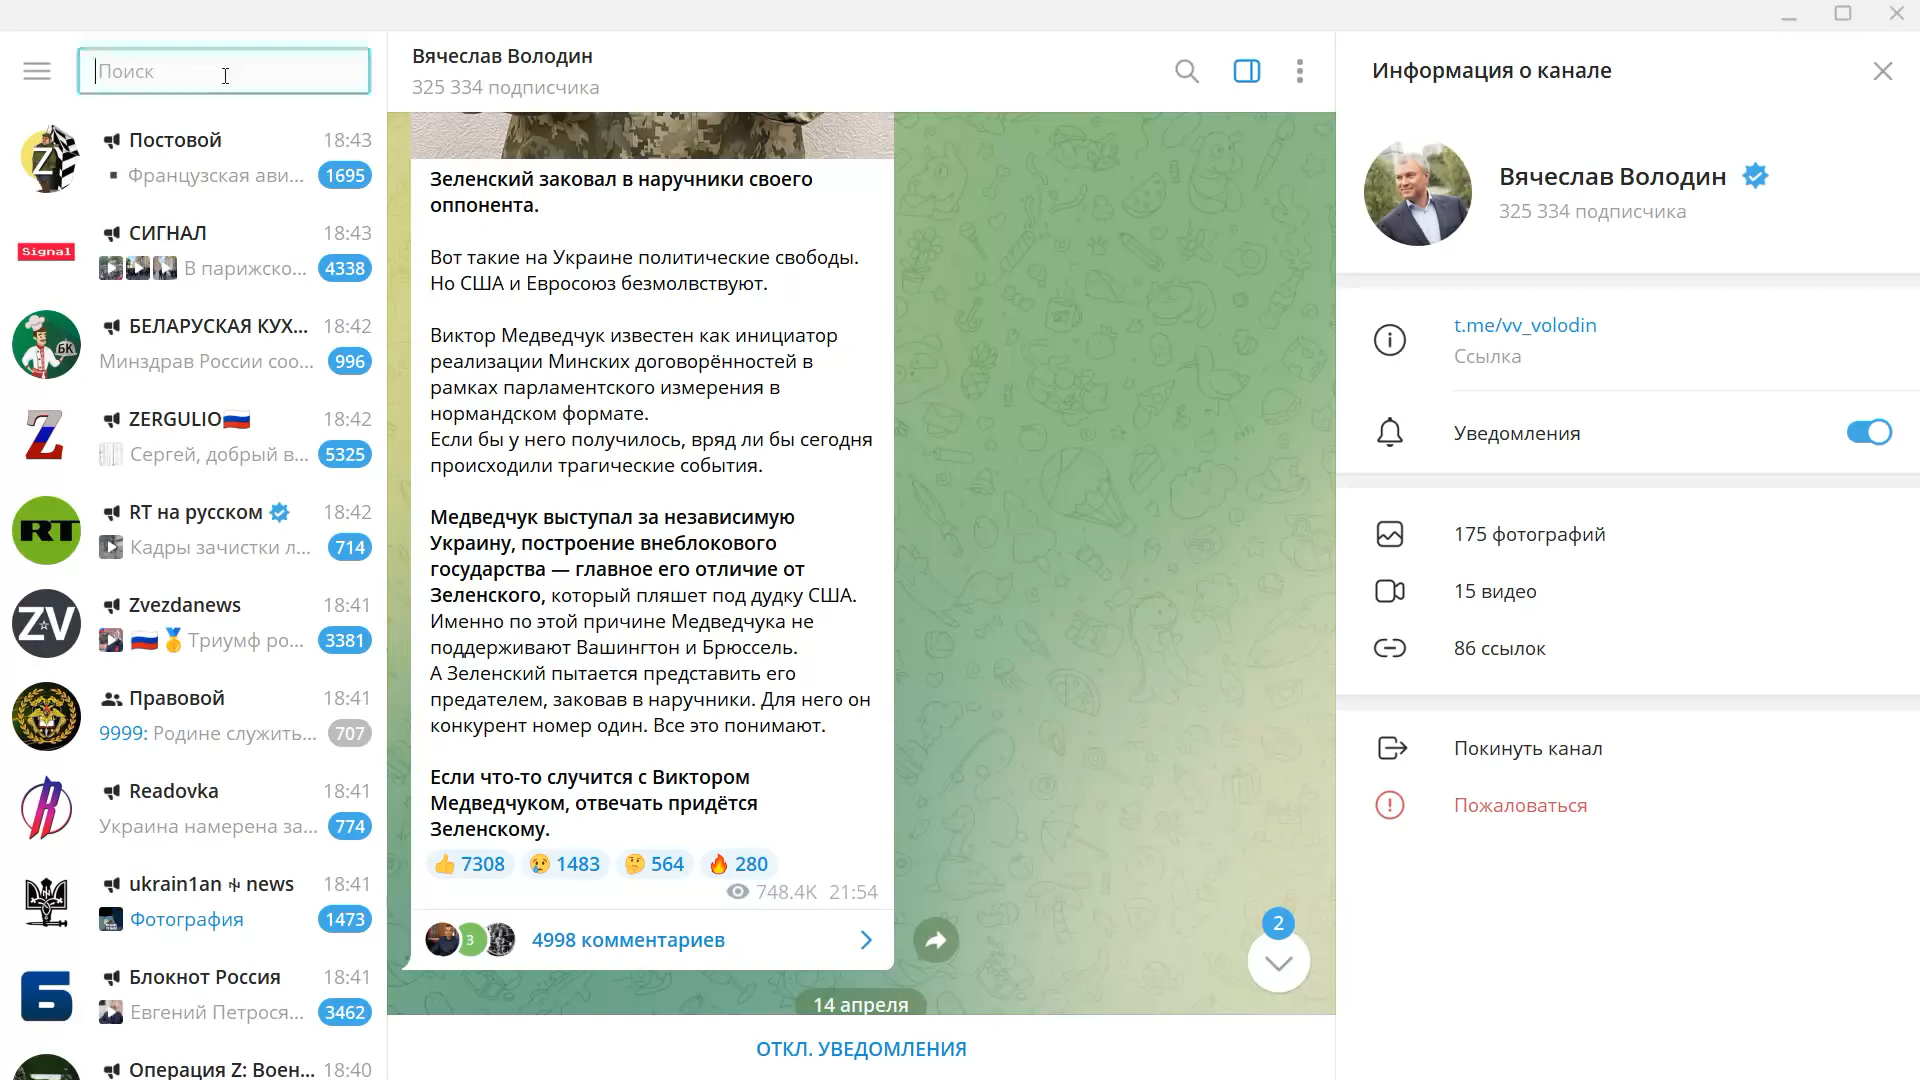 Поиск
Постовой
18:43
Французская ави...
1695
Signal
СИГНАЛ
18:43
В парижско...
4338
БК
БЕЛАРУСКАЯ КУХ...
18:42
Минздрав России соо...
996
Z
ZERGULIO
18:42
Сергей, добрый в...
5325
RT
RT на русском
18:42
Кадры зачистки л...
714
ZV
Zvezdanews
18:41
Триумф ро...
3381
Правовой
18:41
9999: Родине служить...
707
Readovka
18:41
Украина намерена за...
774
ukrain1an news
18:41
Фотография
1473
Б
Блокнот Россия
18:41
Евгений Петрося...
3462
Операция Z: Воен...
18:40
Вячеслав Володин
325 334 подписчика
Зеленский заковал в наручники своего
оппонента.
Вот такие на Украине политические свободы.
Но США и Евросоюз безмолвствуют.
Виктор Медведчук известен как инициатор
реализации Минских договорённостей в
рамках парламентского измерения в
нормандском формате.
Если бы у него получилось, вряд ли бы сегодня
происходили трагические события.
Медведчук выступал за независимую
Украину, построение внеблокового
государства — главное его отличие от
Зеленского, который пляшет под дудку США.
Именно по этой причине Медведчука не
поддерживают Вашингтон и Брюссель.
А Зеленский пытается представить его
предателем, заковав в наручники. Для него он
конкурент номер один. Все это понимают.
Если что-то случится с Виктором
Медведчуком, отвечать придётся
Зеленскому.
7308 1483 564 280
748.4K 21:54
3
4998 комментариев
2
14 апреля
ОТКЛ. УВЕДОМЛЕНИЯ
Информация о канале
Вячеслав Володин
325 334 подписчика
t.me/vv_volodin
Ссылка
Уведомления
175 фотографий
15 видео
86 ссылок
Покинуть канал
Пожаловаться